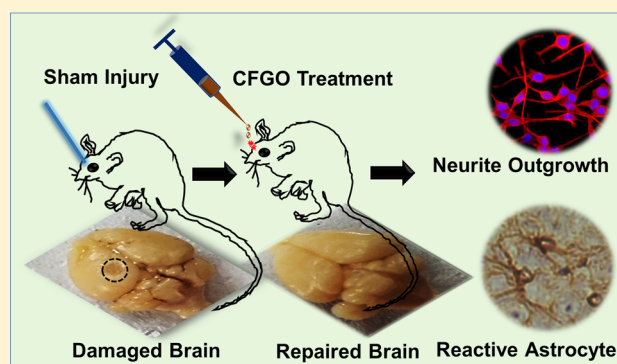 Sham Injury
CFGO Treatment
Neurite Outgrowth
Damaged Brain
Repaired Brain
Reactive Astrocyte